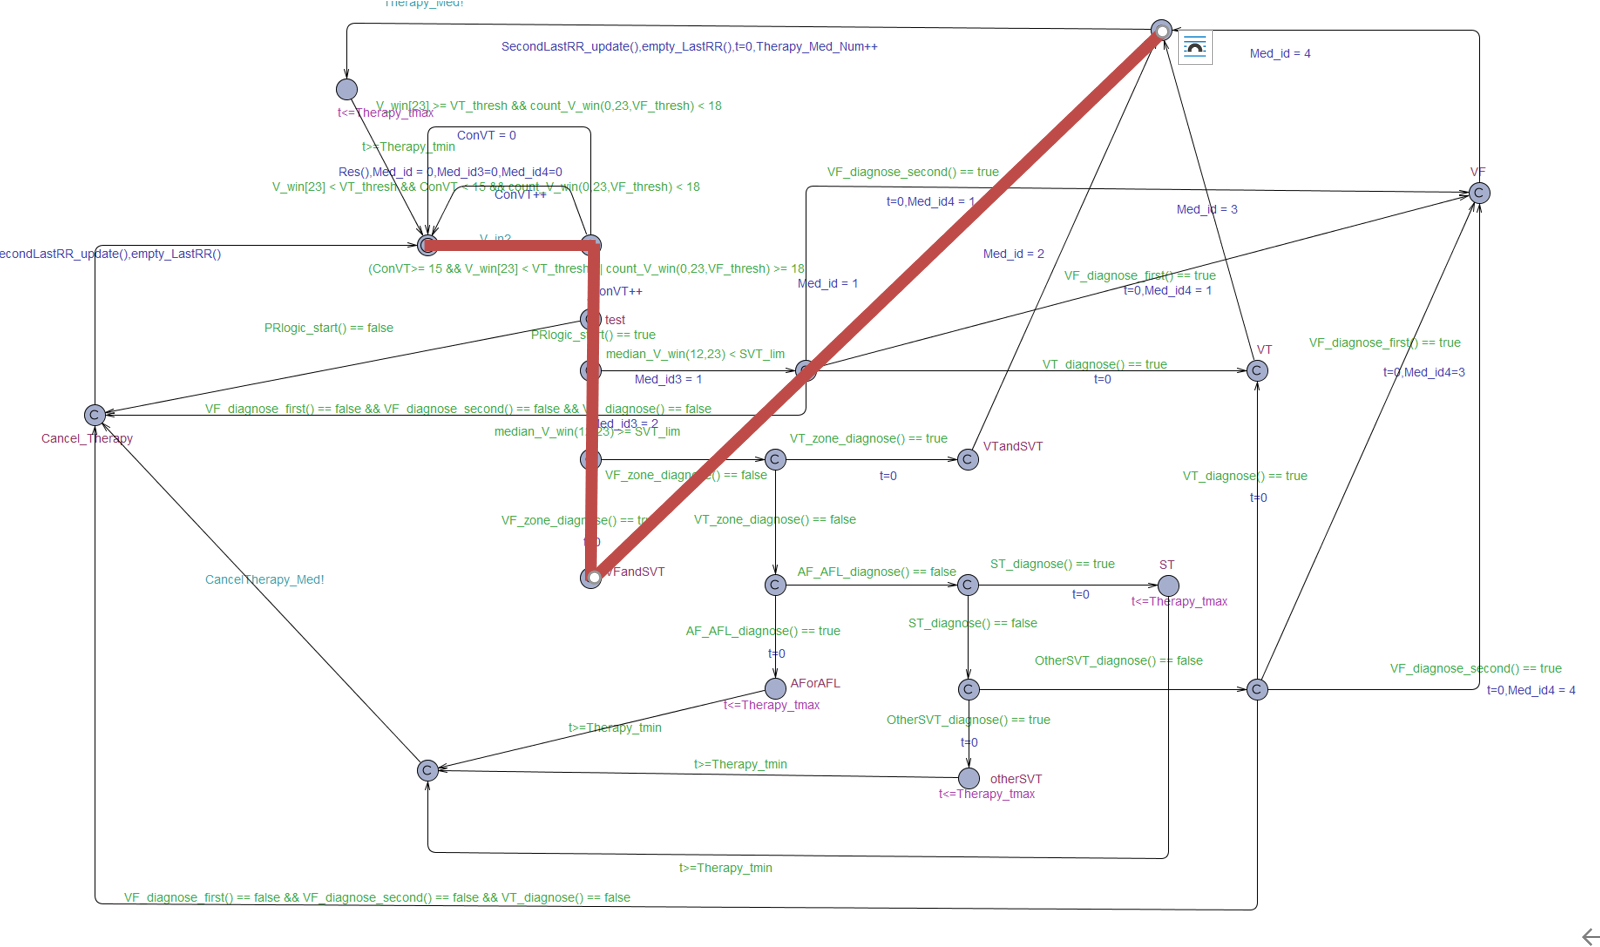 Therapy_Med!
SecondLastRR_update(),empty_LastRR(),t=0,Therapy_Med_Num++
Med_id = 4
t<=Therapy_tmax
V_win[23] >= VT_thresh && count_V_win(0,23,VF_thresh) < 18
ConVT = 0
t>=Therapy_tmin
Res(),Med_id = 0,Med_id3=0,Med_id4=0
V_win[23] < VT_thresh && ConVT < 15 && count_V_win(0,23,VF_thresh) < 18
ConVT++
VF_diagnose_second() == true
t=0,Med_id4 = 1
VF
Med_id = 3
V_in?
econdLastRR_update(),empty_LastRR()
Med_id = 2
(ConVT>= 15 && V_win[23] < VT_thresh | count_V_win(0,23,VF_thresh) >= 18
onVT++
Med_id = 1
VF_diagnose_first() == true
t=0,Med_id4 = 1
PRlogic_start() == false
test
PRlogic_st rt() == true
median_V_win(12,23) < SVT_lim
Med_id3 = 1
VT_diagnose() == true
t=0
VT
VF_diagnose_first() == true
t=0,Med_id4=3
C
VF_diagnose_first() == false && VF_diagnose_second() == false && V _diagnose() == false
Cancel_Therapy
ed_id3 = 2
median_V_win(1 ,23) >= SVT_lim
VT_zone_diagnose() == true
t=0
VTandSVT
VF_zone_diagnose() == false
VT_diagnose() == true
t=0
VF_zone_diagnose() == tr
t 0
VT_zone_diagnose() == false
VFandSVT
CancelTherapy_Med!
AF_AFL_diagnose() == false
ST_diagnose() == true
t=0
ST
t<=Therapy_tmax
AF_AFL_diagnose() == true
t=0
ST_diagnose() == false
OtherSVT_diagnose() == false
VF_diagnose_second() == true
t=0,Med_id4 = 4
AForAFL
t<=Therapy_tmax
t>=Therapy_tmin
OtherSVT_diagnose() == true
t=0
t>=Therapy_tmin
otherSVT
t<=Therapy_tmax
t>=Therapy_tmin
VF_diagnose_first() == false && VF_diagnose_second() == false && VT_diagnose() == false